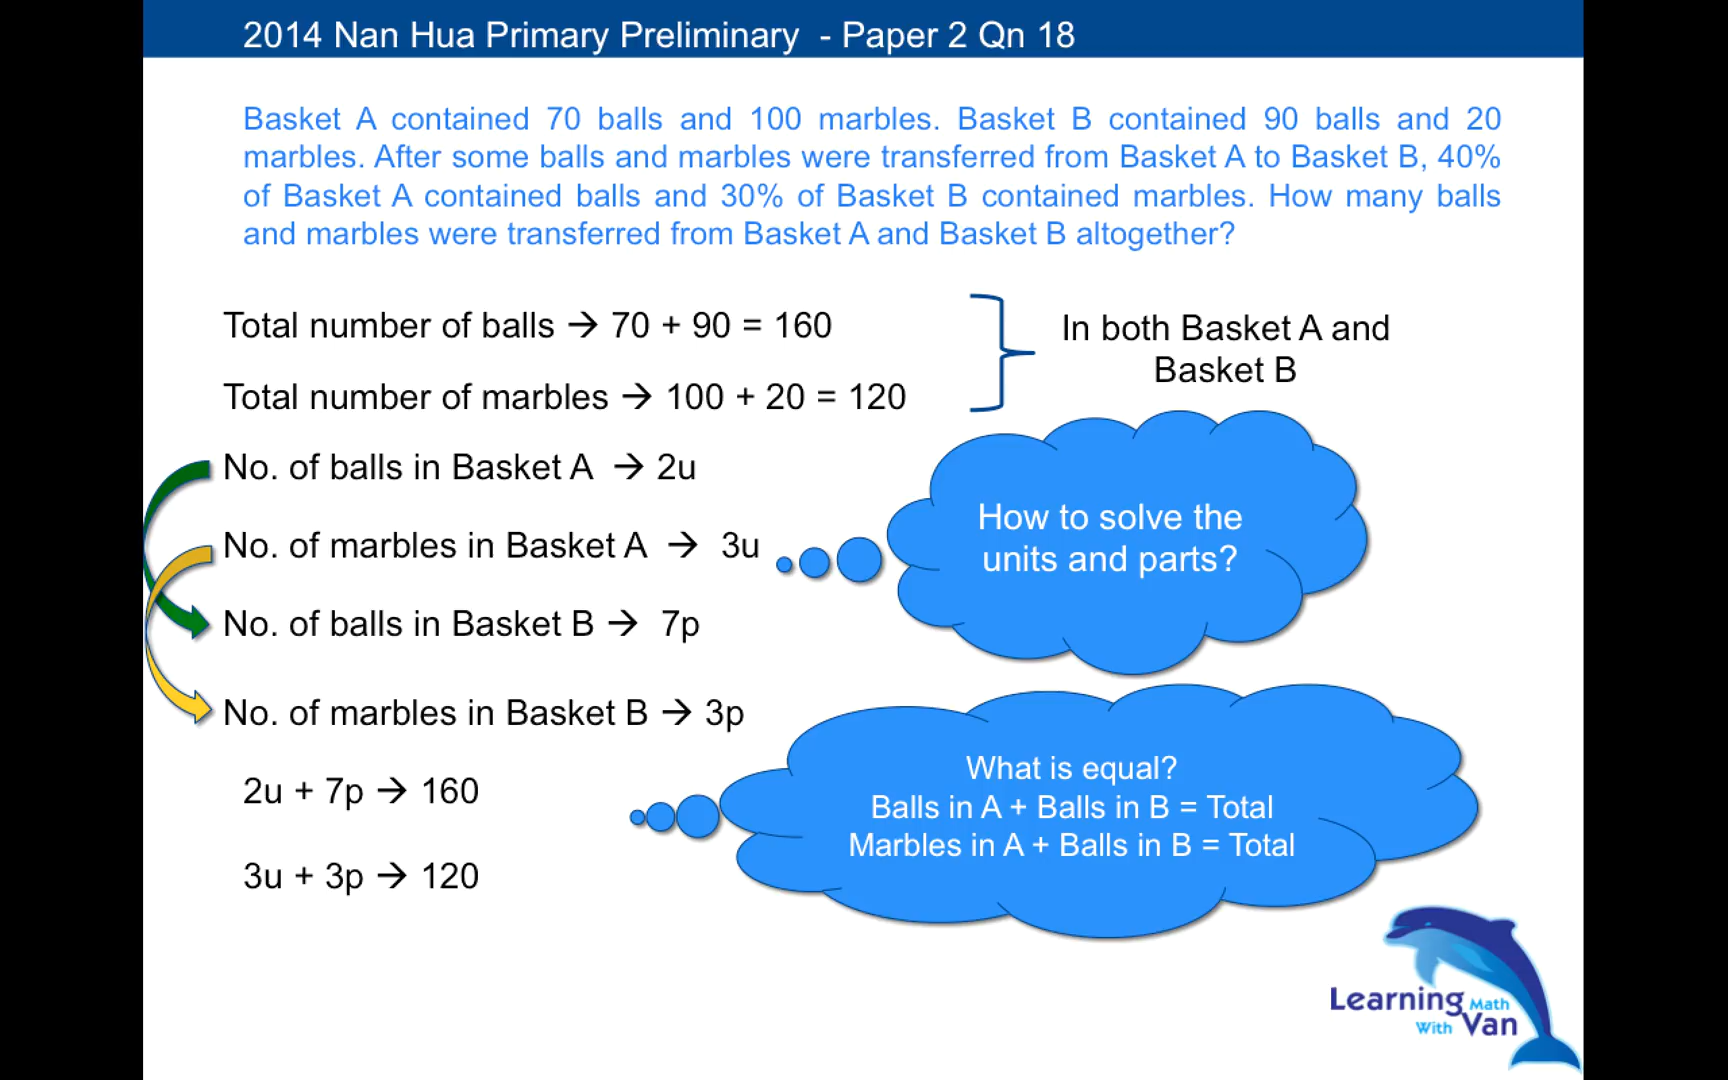 2014 Nan Hua Primary Preliminary - Paper 2 Qn 18
Basket A contained 70 balls and 100 marbles. Basket B contained 90 balls and 20
marbles. After some balls and marbles were transferred from Basket A to Basket B, 40%
of Basket A contained balls and 30% of Basket B contained marbles. How many balls
and marbles were transferred from Basket A and Basket B altogether?
Total number of balls → 70 + 90 = 160
Total number of marbles → 100 + 20 = 120
In both Basket A and
Basket B
No. of balls in Basket A → 2u
No. of marbles in Basket A → 3u
No. of balls in Basket B → 7p
No. of marbles in Basket B → 3p
How to solve the
units and parts?
2u + 7p → 160
3u + 3p → 120
What is equal?
Balls in A + Balls in B = Total
Marbles in A + Balls in B = Total
Learning Math
With Van